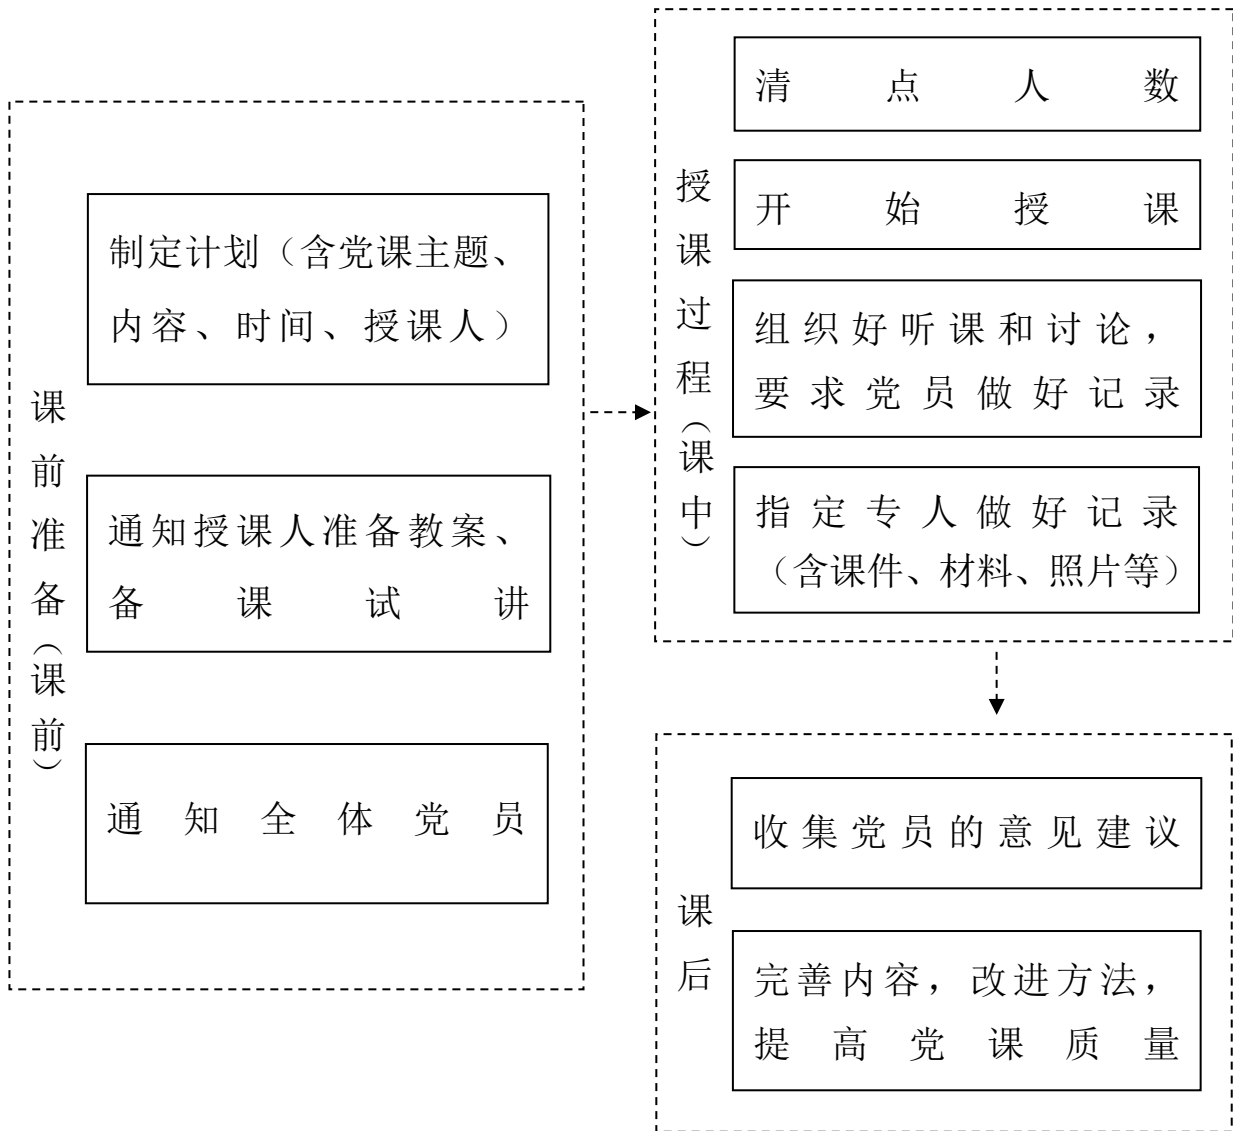 课前准备（课前）
制定计划（含党课主题、
内容、时间、授课人）
通知授课人准备教案、
备课试讲
通知全体党员
授课过程（课中）
清点人数
开始授课
组织好听课和讨论，
要求党员做好记录
指定专人做好记录
（含课件、材料、照片等）
课后
收集党员的意见建议
完善内容，改进方法，
提高党课质量